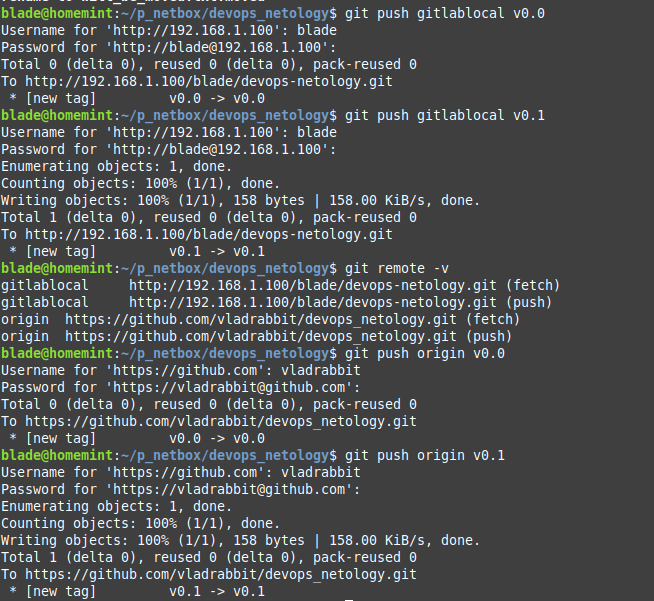 blade@homemint:~/p_netbox/devops_netology$ git push gitlablocal v0.0
Username for 'http://192.168.1.100': blade
Password for 'http://blade@192.168.1.100':
Total 0 (delta 0), reused 0 (delta 0), pack-reused 0
To http://192.168.1.100/blade/devops-netology.git
 * [new tag]         v0.0 -> v0.0
blade@homemint:~/p_netbox/devops_netology$ git push gitlablocal v0.1
Username for 'http://192.168.1.100': blade
Password for 'http://blade@192.168.1.100':
Enumerating objects: 1, done.
Counting objects: 100% (1/1), done.
Writing objects: 100% (1/1), 158 bytes | 158.00 KiB/s, done.
Total 1 (delta 0), reused 0 (delta 0), pack-reused 0
To http://192.168.1.100/blade/devops-netology.git
 * [new tag]         v0.1 -> v0.1
blade@homemint:~/p_netbox/devops_netology$ git remote -v
gitlablocal     http://192.168.1.100/blade/devops-netology.git (fetch)
gitlablocal     http://192.168.1.100/blade/devops-netology.git (push)
origin  https://github.com/vladrabbit/devops_netology.git (fetch)
origin  https://github.com/vladrabbit/devops_netology.git (push)
blade@homemint:~/p_netbox/devops_netology$ git push origin v0.0
Username for 'https://github.com': vladrabbit
Password for 'https://vladrabbit@github.com':
Total 0 (delta 0), reused 0 (delta 0), pack-reused 0
To https://github.com/vladrabbit/devops_netology.git
 * [new tag]         v0.0 -> v0.0
blade@homemint:~/p_netbox/devops_netology$ git push origin v0.1
Username for 'https://github.com': vladrabbit
Password for 'https://vladrabbit@github.com':
Enumerating objects: 1, done.
Counting objects: 100% (1/1), done.
Writing objects: 100% (1/1), 158 bytes | 158.00 KiB/s, done.
Total 1 (delta 0), reused 0 (delta 0), pack-reused 0
To https://github.com/vladrabbit/devops_netology.git
 * [new tag]         v0.1 -> v0.1